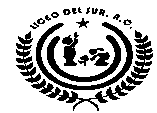 LICEO DEL SUR, A.C.